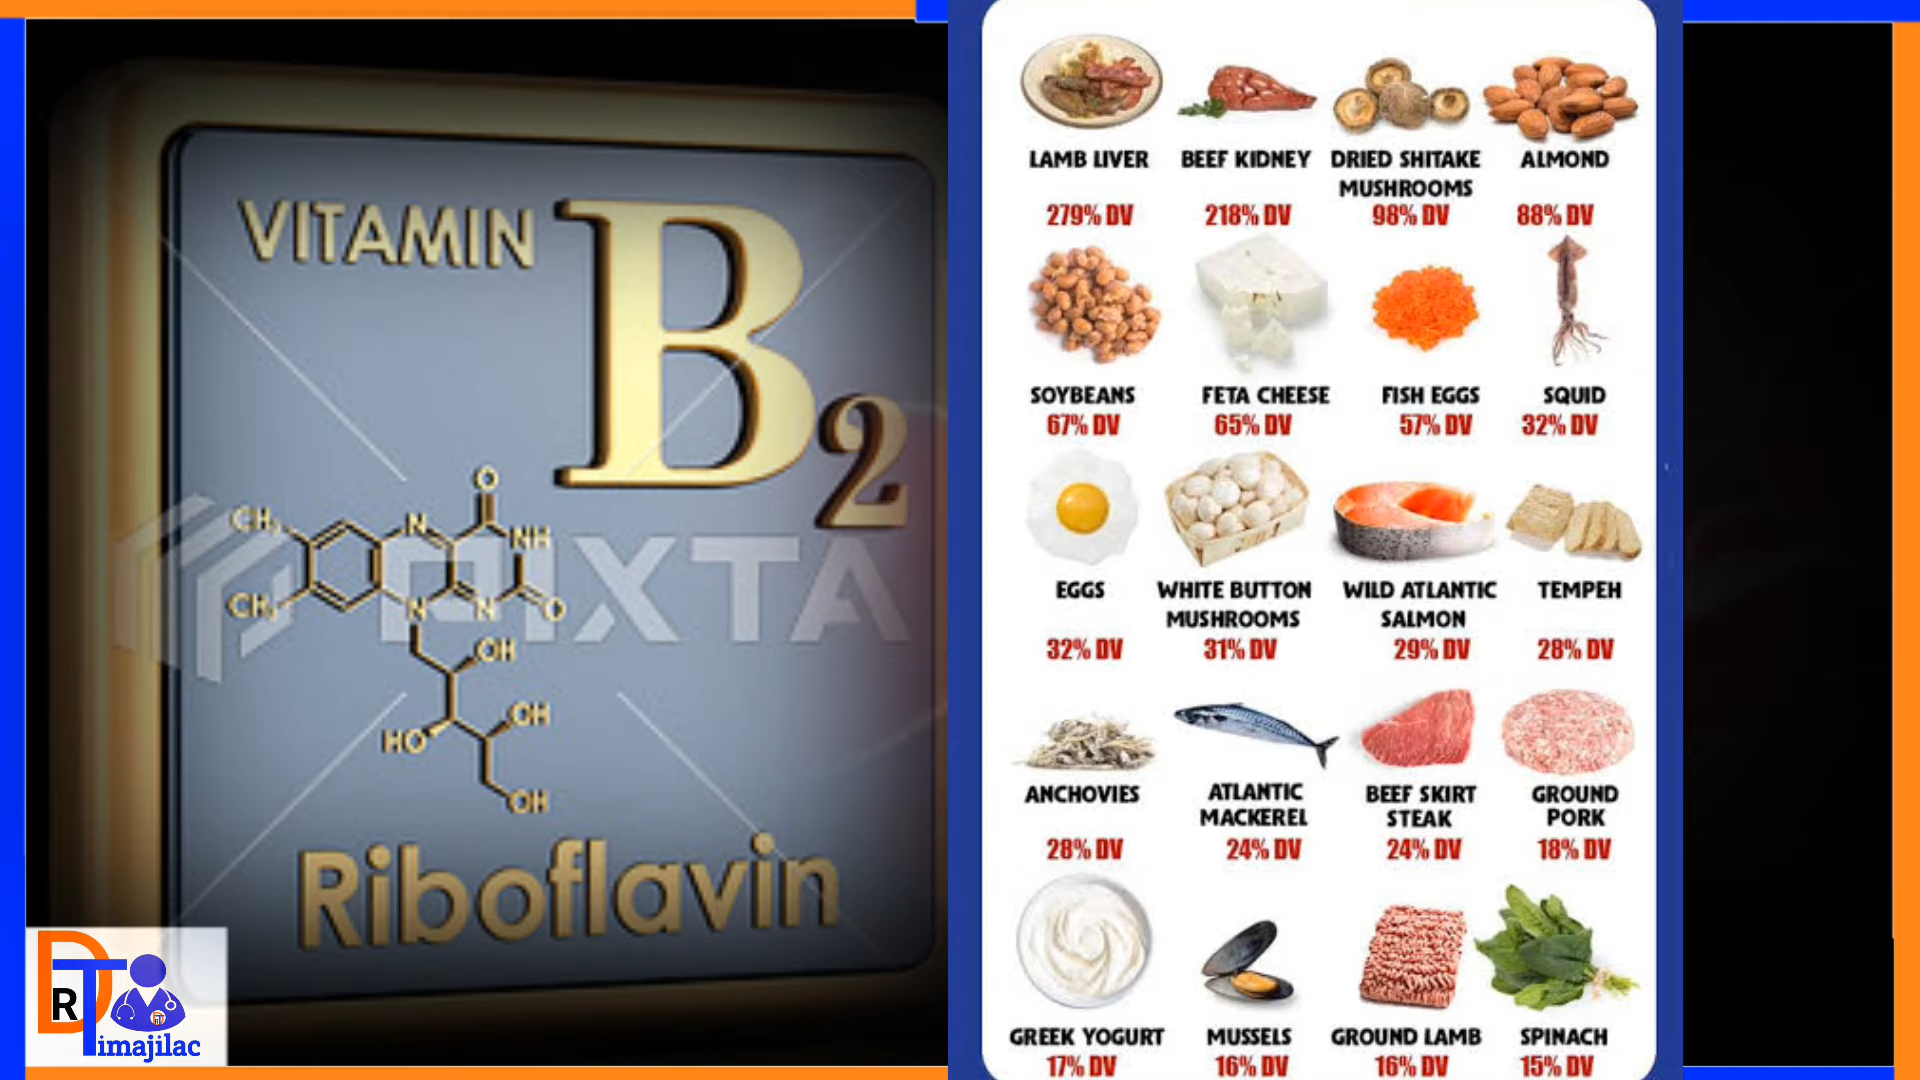 VITAMIN B2
CH3
CH3
N
N
N
O
NH
O
OH
OH
HO
OH
Riboflavin
PIXTA
DR Timajilac
LAMB LIVER
279% DV
BEEF KIDNEY
218% DV
DRIED SHITAKE
MUSHROOMS
98% DV
ALMOND
88% DV
SOYBEANS
67% DV
FETA CHEESE
65% DV
FISH EGGS
57% DV
SQUID
32% DV
EGGS
32% DV
WHITE BUTTON
MUSHROOMS
31% DV
WILD ATLANTIC
SALMON
29% DV
TEMPEH
28% DV
ANCHOVIES
28% DV
ATLANTIC
MACKEREL
24% DV
BEEF SKIRT
STEAK
24% DV
GROUND
PORK
18% DV
GREEK YOGURT
17% DV
MUSSELS
16% DV
GROUND LAMB
16% DV
SPINACH
15% DV